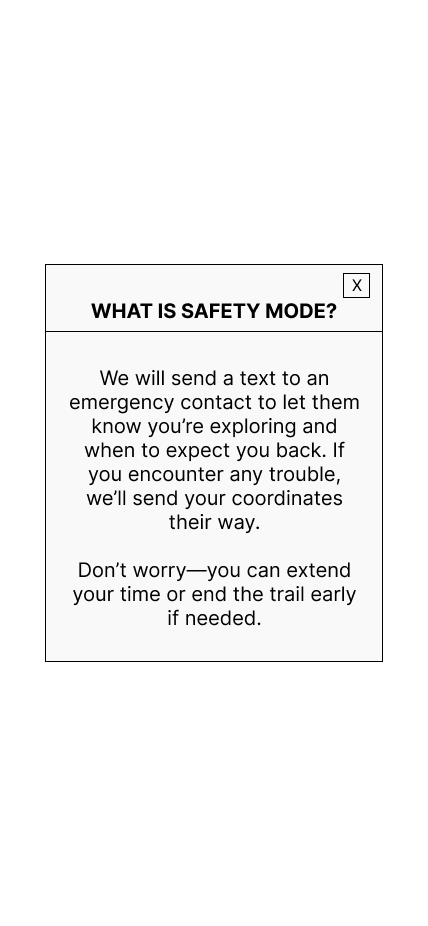 X
WHAT IS SAFETY MODE?
We will send a text to an
emergency contact to let them
know you’re exploring and
when to expect you back. If
you encounter any trouble,
we’ll send your coordinates
their way.
Don’t worry—you can extend
your time or end the trail early
if needed.